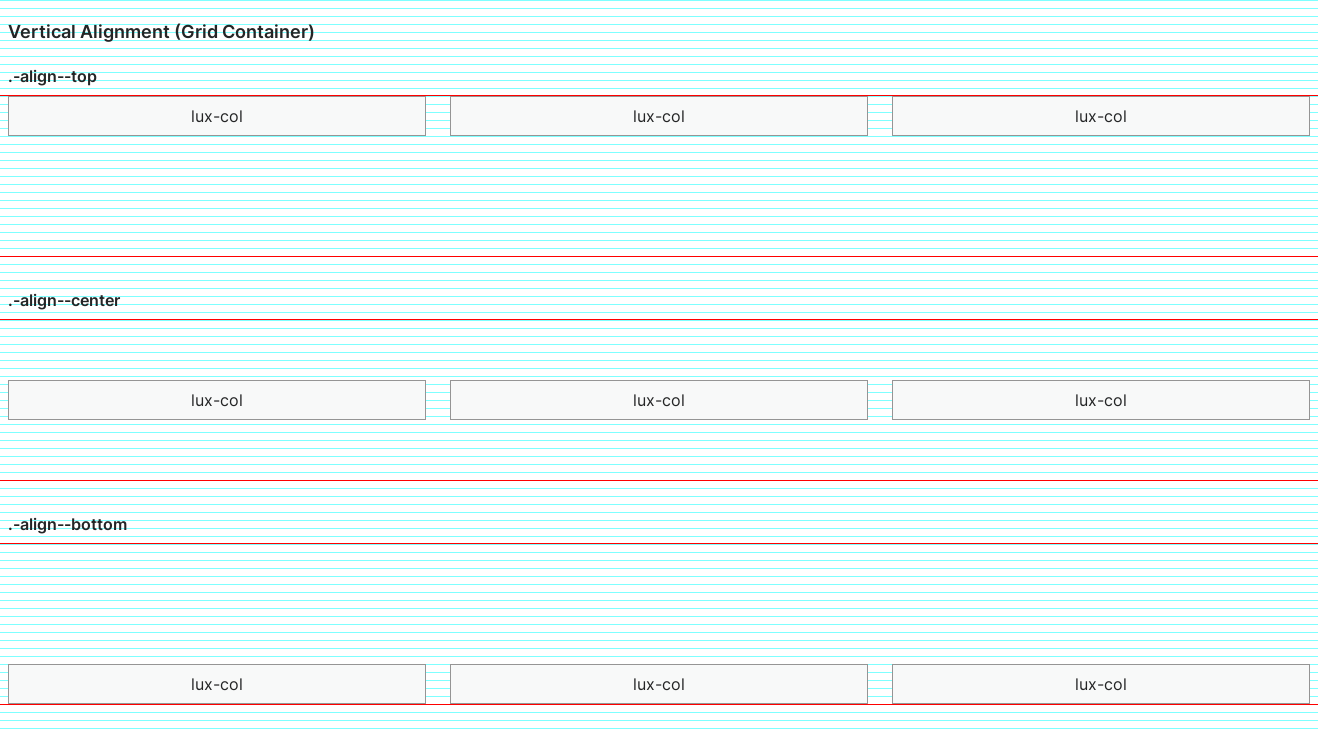 Vertical Alignment (Grid Container)
.-align--top
lux-col lux-col lux-col
.-align--center
lux-col lux-col lux-col
.-align--bottom
lux-col lux-col lux-col